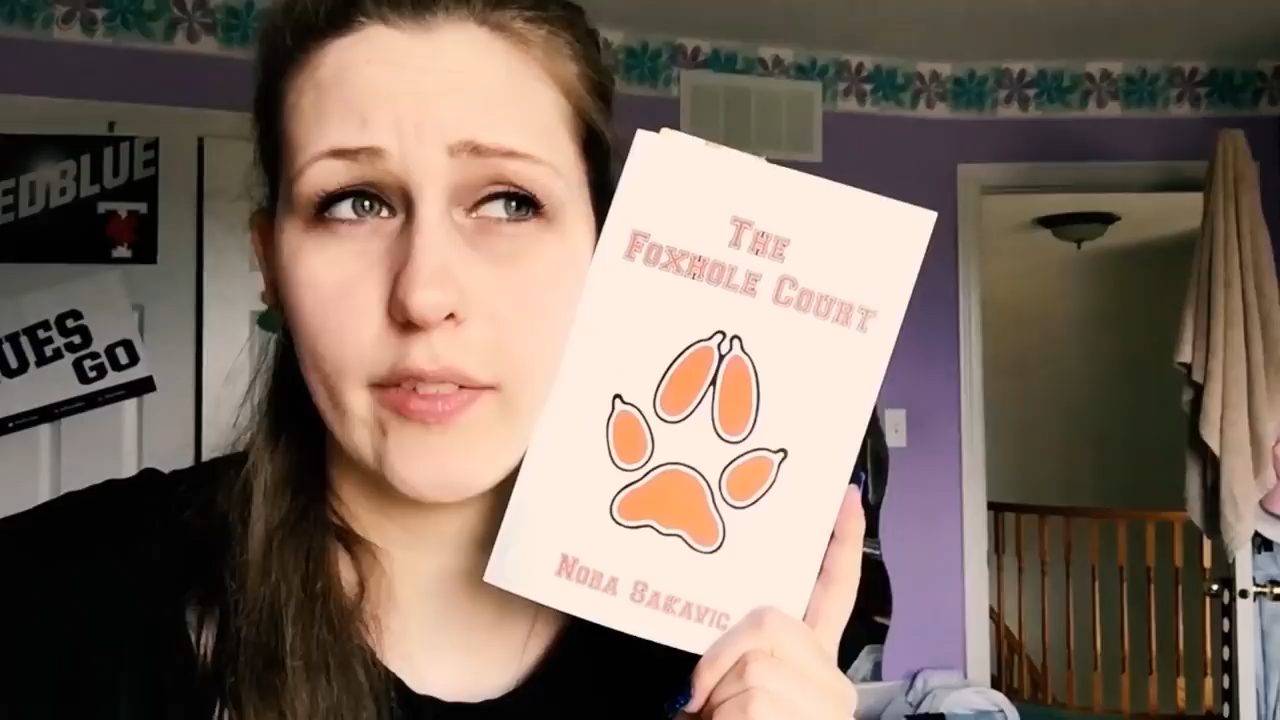 EDBLUE
UES
GO
THE
FOXHOLE COURT
NORA SAKAVIC